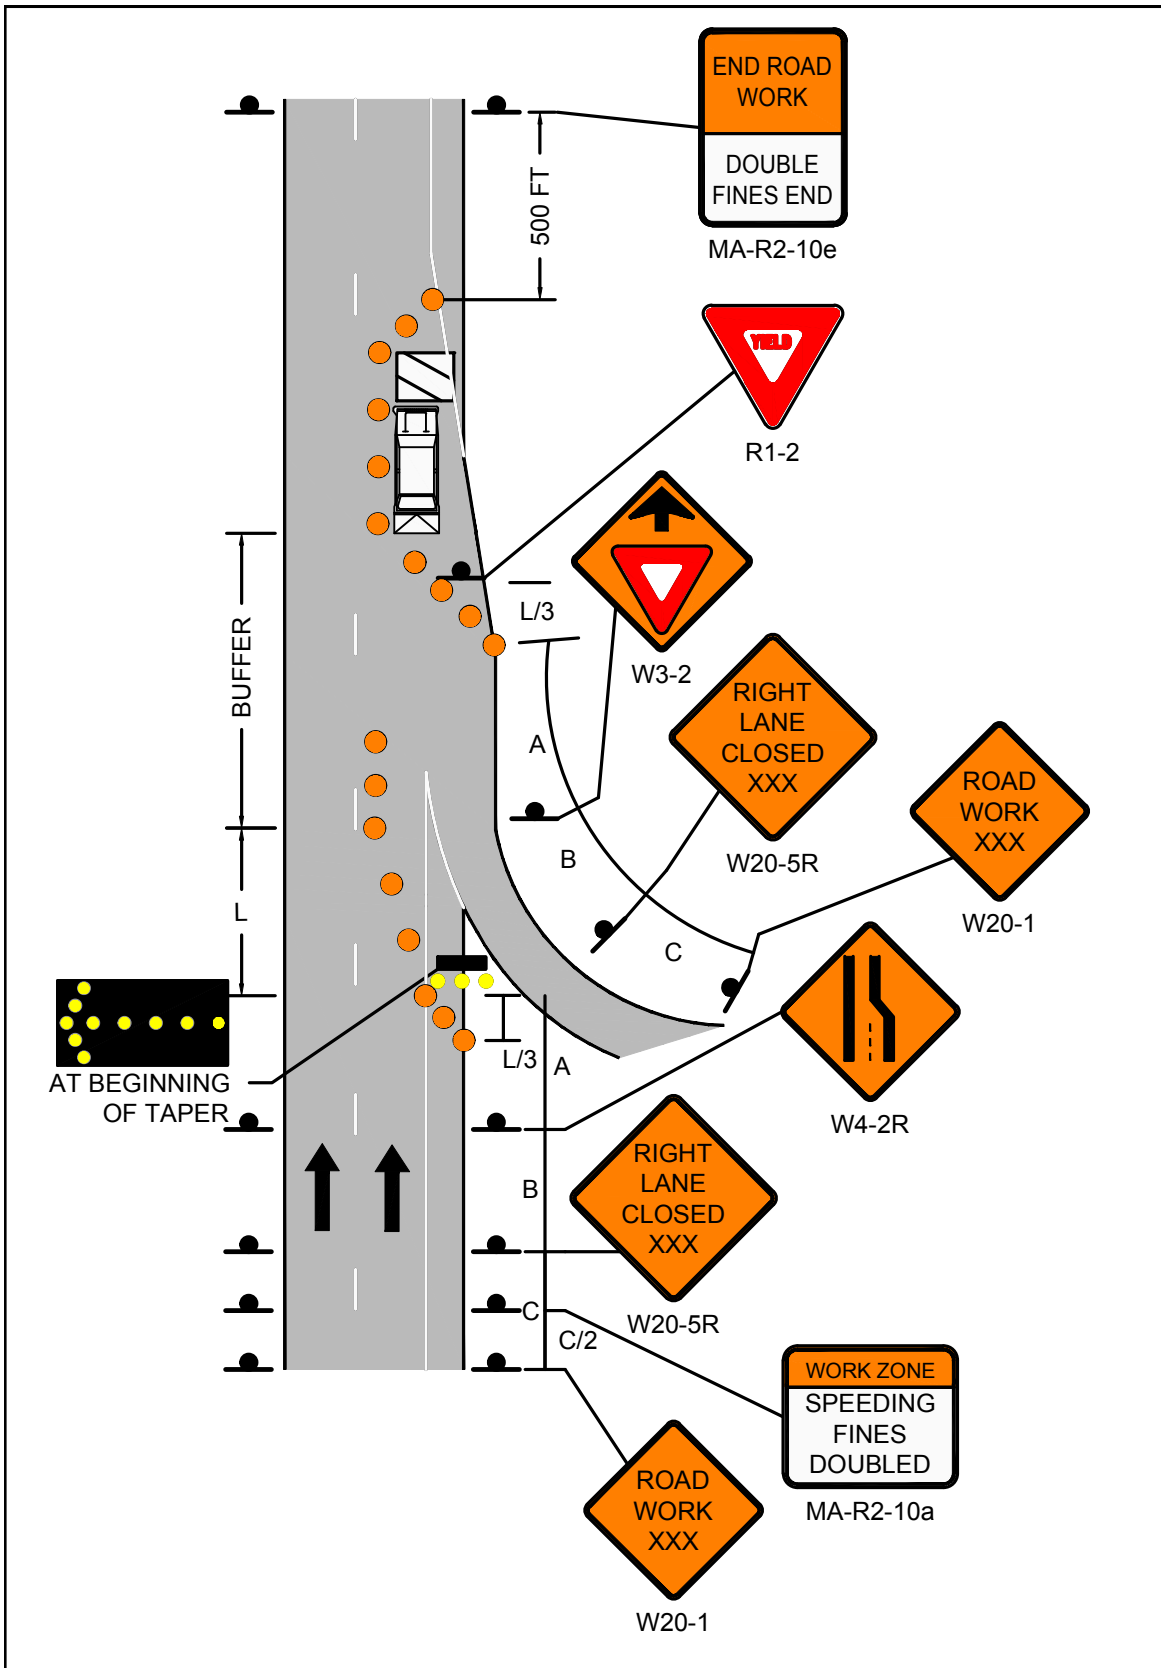 END ROAD
WORK
DOUBLE
FINES END
MA-R2-10e
500 FT
YIELD
R1-2
W3-2
L/3
BUFFER
A
RIGHT
LANE
CLOSED
XXX
W20-5R
B
ROAD
WORK
XXX
W20-1
C
L
AT BEGINNING
OF TAPER
L/3
A
W4-2R
B
RIGHT
LANE
CLOSED
XXX
W20-5R
C
C/2
WORK ZONE
SPEEDING
FINES
DOUBLED
MA-R2-10a
ROAD
WORK
XXX
W20-1